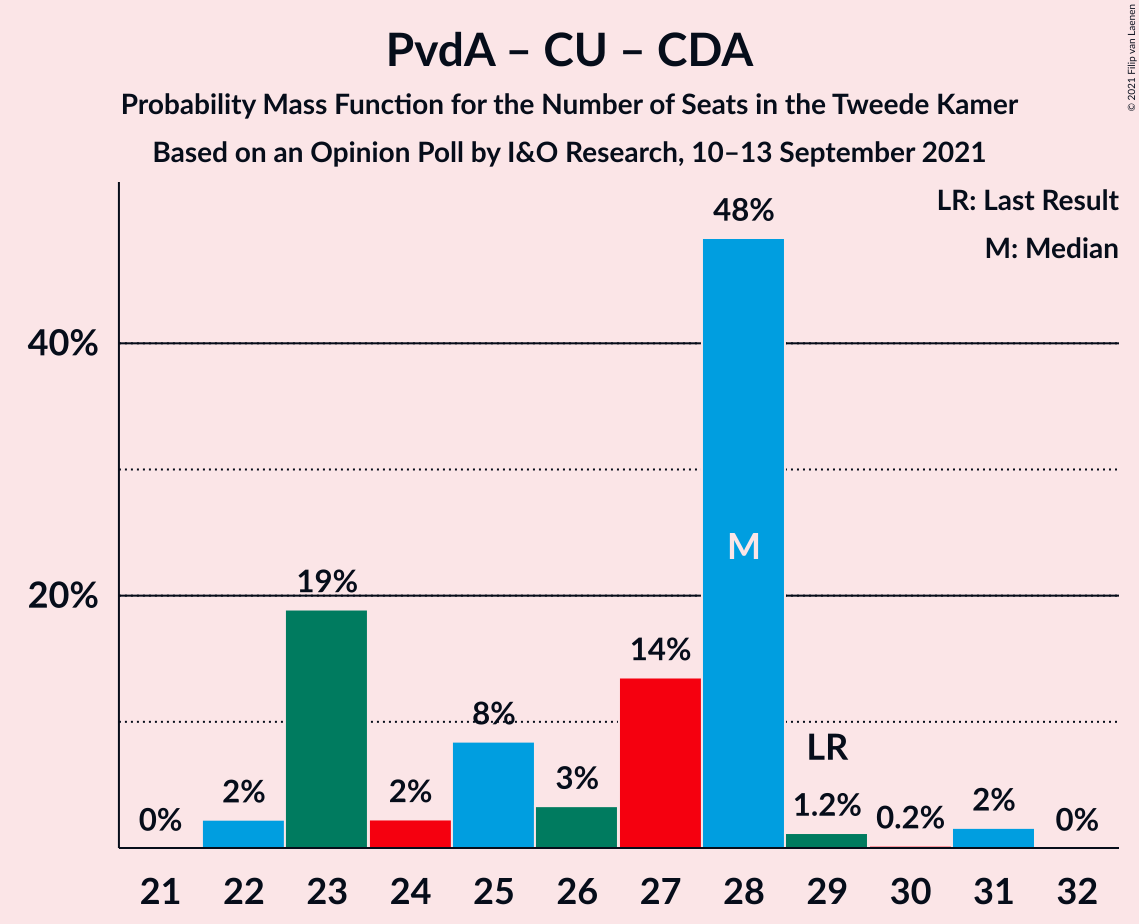 PvdA – CU – CDA
Probability Mass Function for the Number of Seats in the Tweede Kamer
Based on an Opinion Poll by I&O Research, 10–13 September 2021
© 2021 Filip van Laenen
LR: Last Result
M: Median
48%
40%
M
19%
20%
14%
8%
LR
3%
2%
2%
1.2%
0.2%
2%
0%
0%
21 22 23 24 25 26 27 28 29 30 31 32